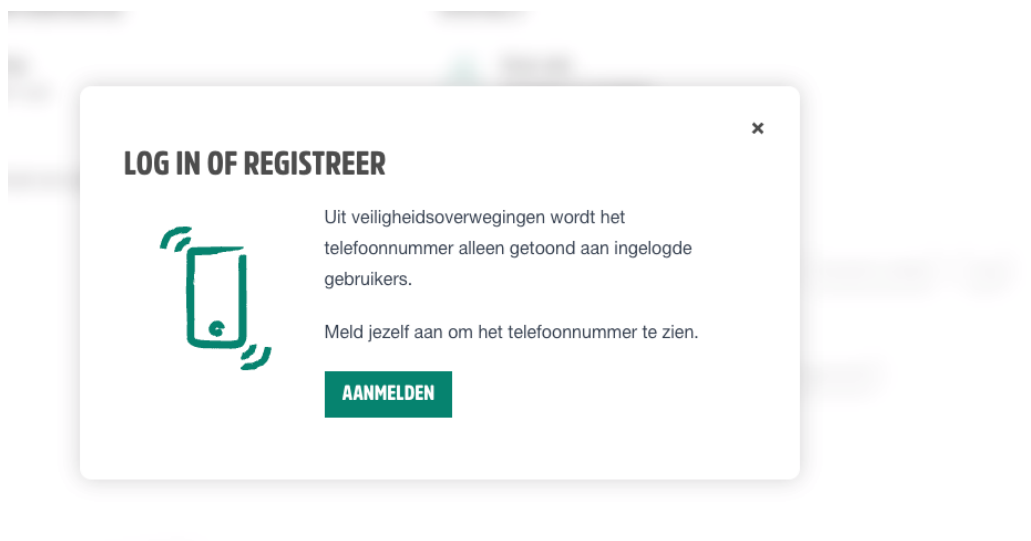 LOG IN OF REGISTREER
Uit veiligheidsoverwegingen wordt het
telefoonnummer alleen getoond aan ingelogde
gebruikers.
Meld jezelf aan om het telefoonnummer te zien.
AANMELDEN